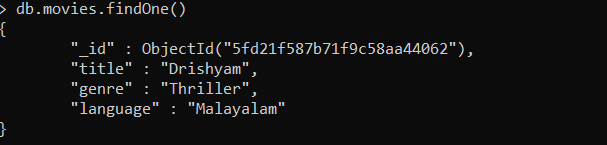 > db.movies.findOne()
{
"_id" : ObjectId("5fd21f587b71f9c58aa44062"),
"title" : "Drishyam",
"genre" : "Thriller",
"language" : "Malayalam"
}